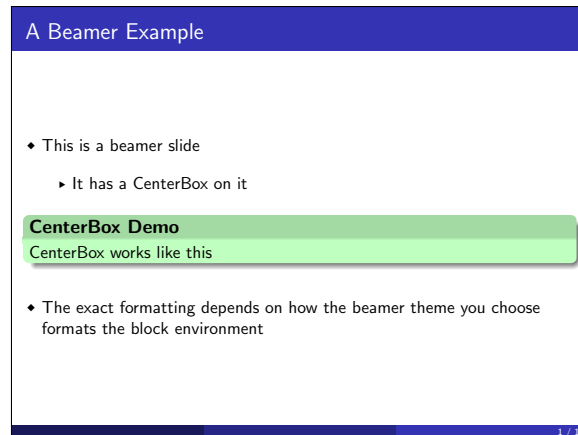 A Beamer Example
This is a beamer slide
It has a CenterBox on it
CenterBox Demo
CenterBox works like this
The exact formatting depends on how the beamer theme you choose
formats the block environment
1 / 1